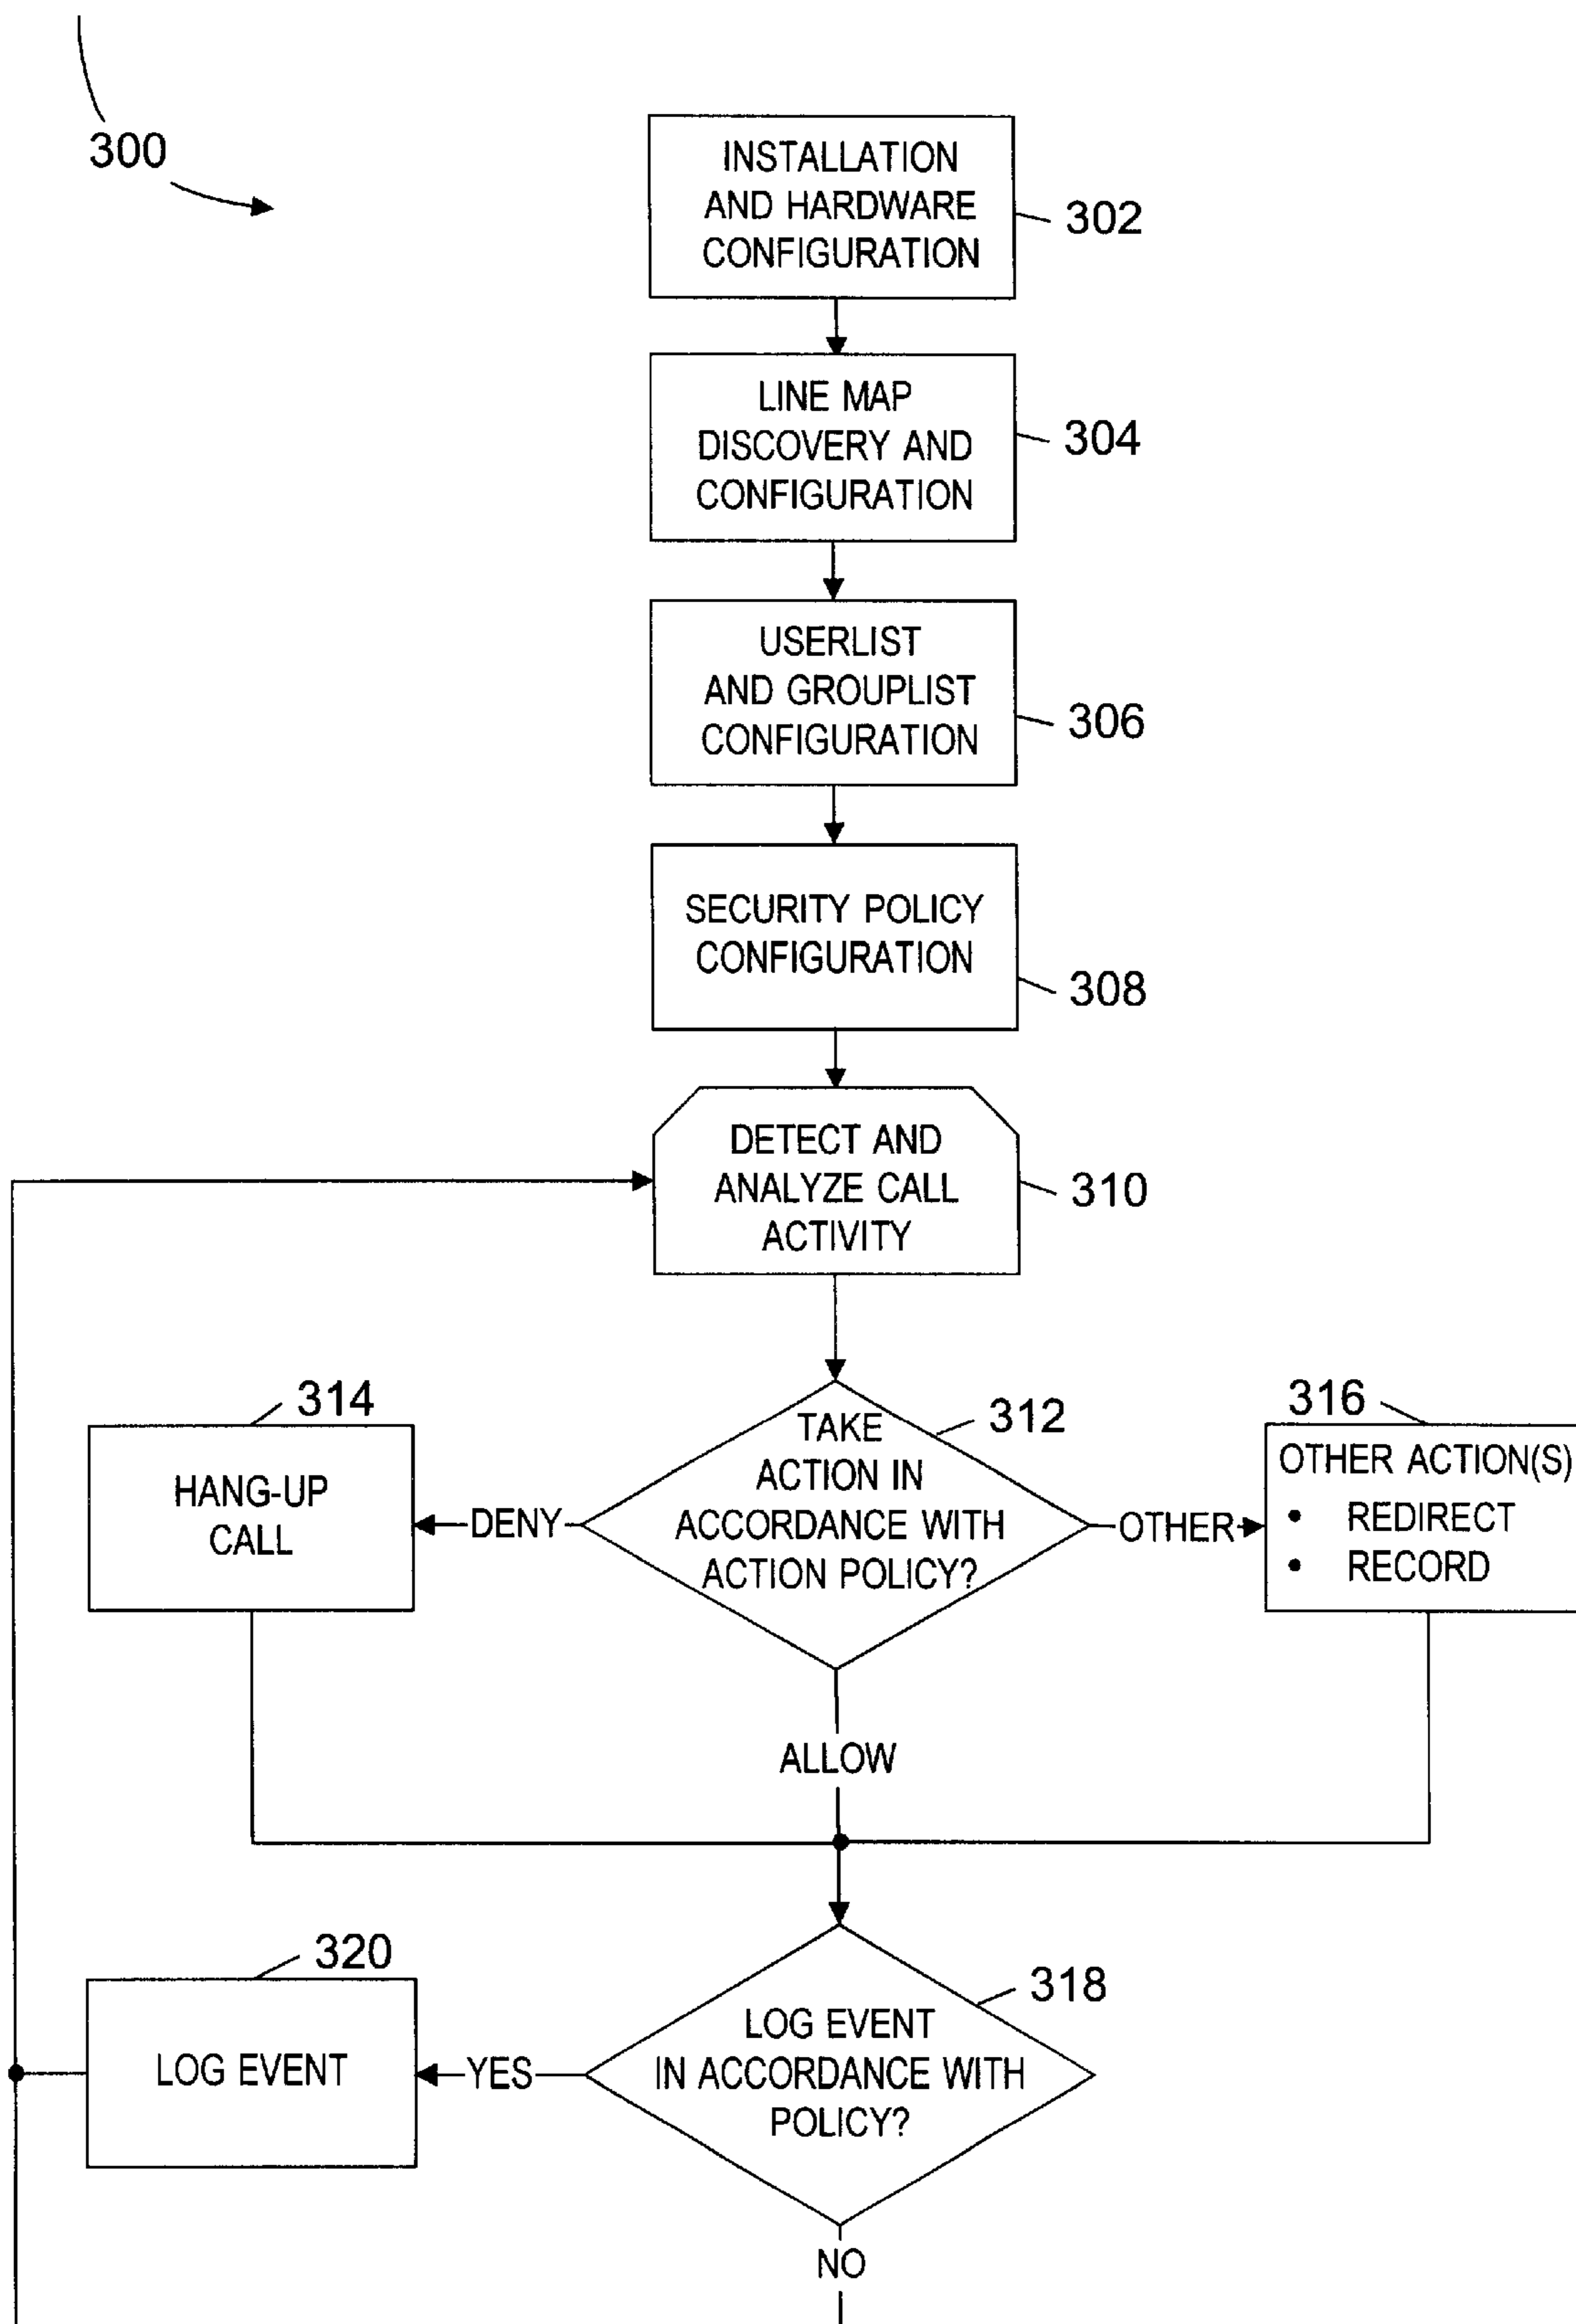 300
INSTALLATION
AND HARDWARE
CONFIGURATION
302
LINE MAP
DISCOVERY AND
CONFIGURATION
304
USERLIST
AND GROUPLIST
CONFIGURATION
306
SECURITY POLICY
CONFIGURATION
308
DETECT AND
ANALYZE CALL
ACTIVITY
310
314
HANG-UP
CALL
DENY
312
TAKE
ACTION IN
ACCORDANCE WITH
ACTION POLICY?
OTHER
316
OTHER ACTION(S)
• REDIRECT
• RECORD
ALLOW
320
LOG EVENT
YES
318
LOG EVENT
IN ACCORDANCE WITH
POLICY?
NO